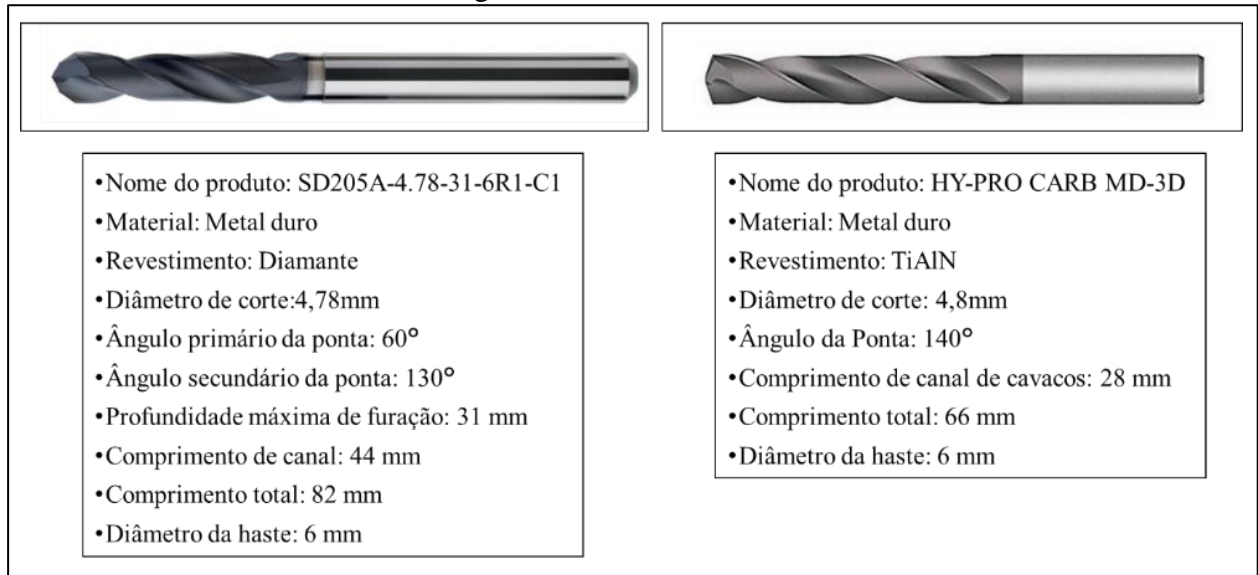 •Nome do produto: SD205A-4.78-31-6R1-C1
•Material: Metal duro
•Revestimento: Diamante
•Diâmetro de corte:4,78mm
•Ângulo primário da ponta: 60°
•Ângulo secundário da ponta: 130°
•Profundidade máxima de furação: 31 mm
•Comprimento de canal: 44 mm
•Comprimento total: 82 mm
•Diâmetro da haste: 6 mm
•Nome do produto: HY-PRO CARB MD-3D
•Material: Metal duro
•Revestimento: TiAlN
•Diâmetro de corte: 4,8mm
•Ângulo da Ponta: 140°
•Comprimento de canal de cavacos: 28 mm
•Comprimento total: 66 mm
•Diâmetro da haste: 6 mm